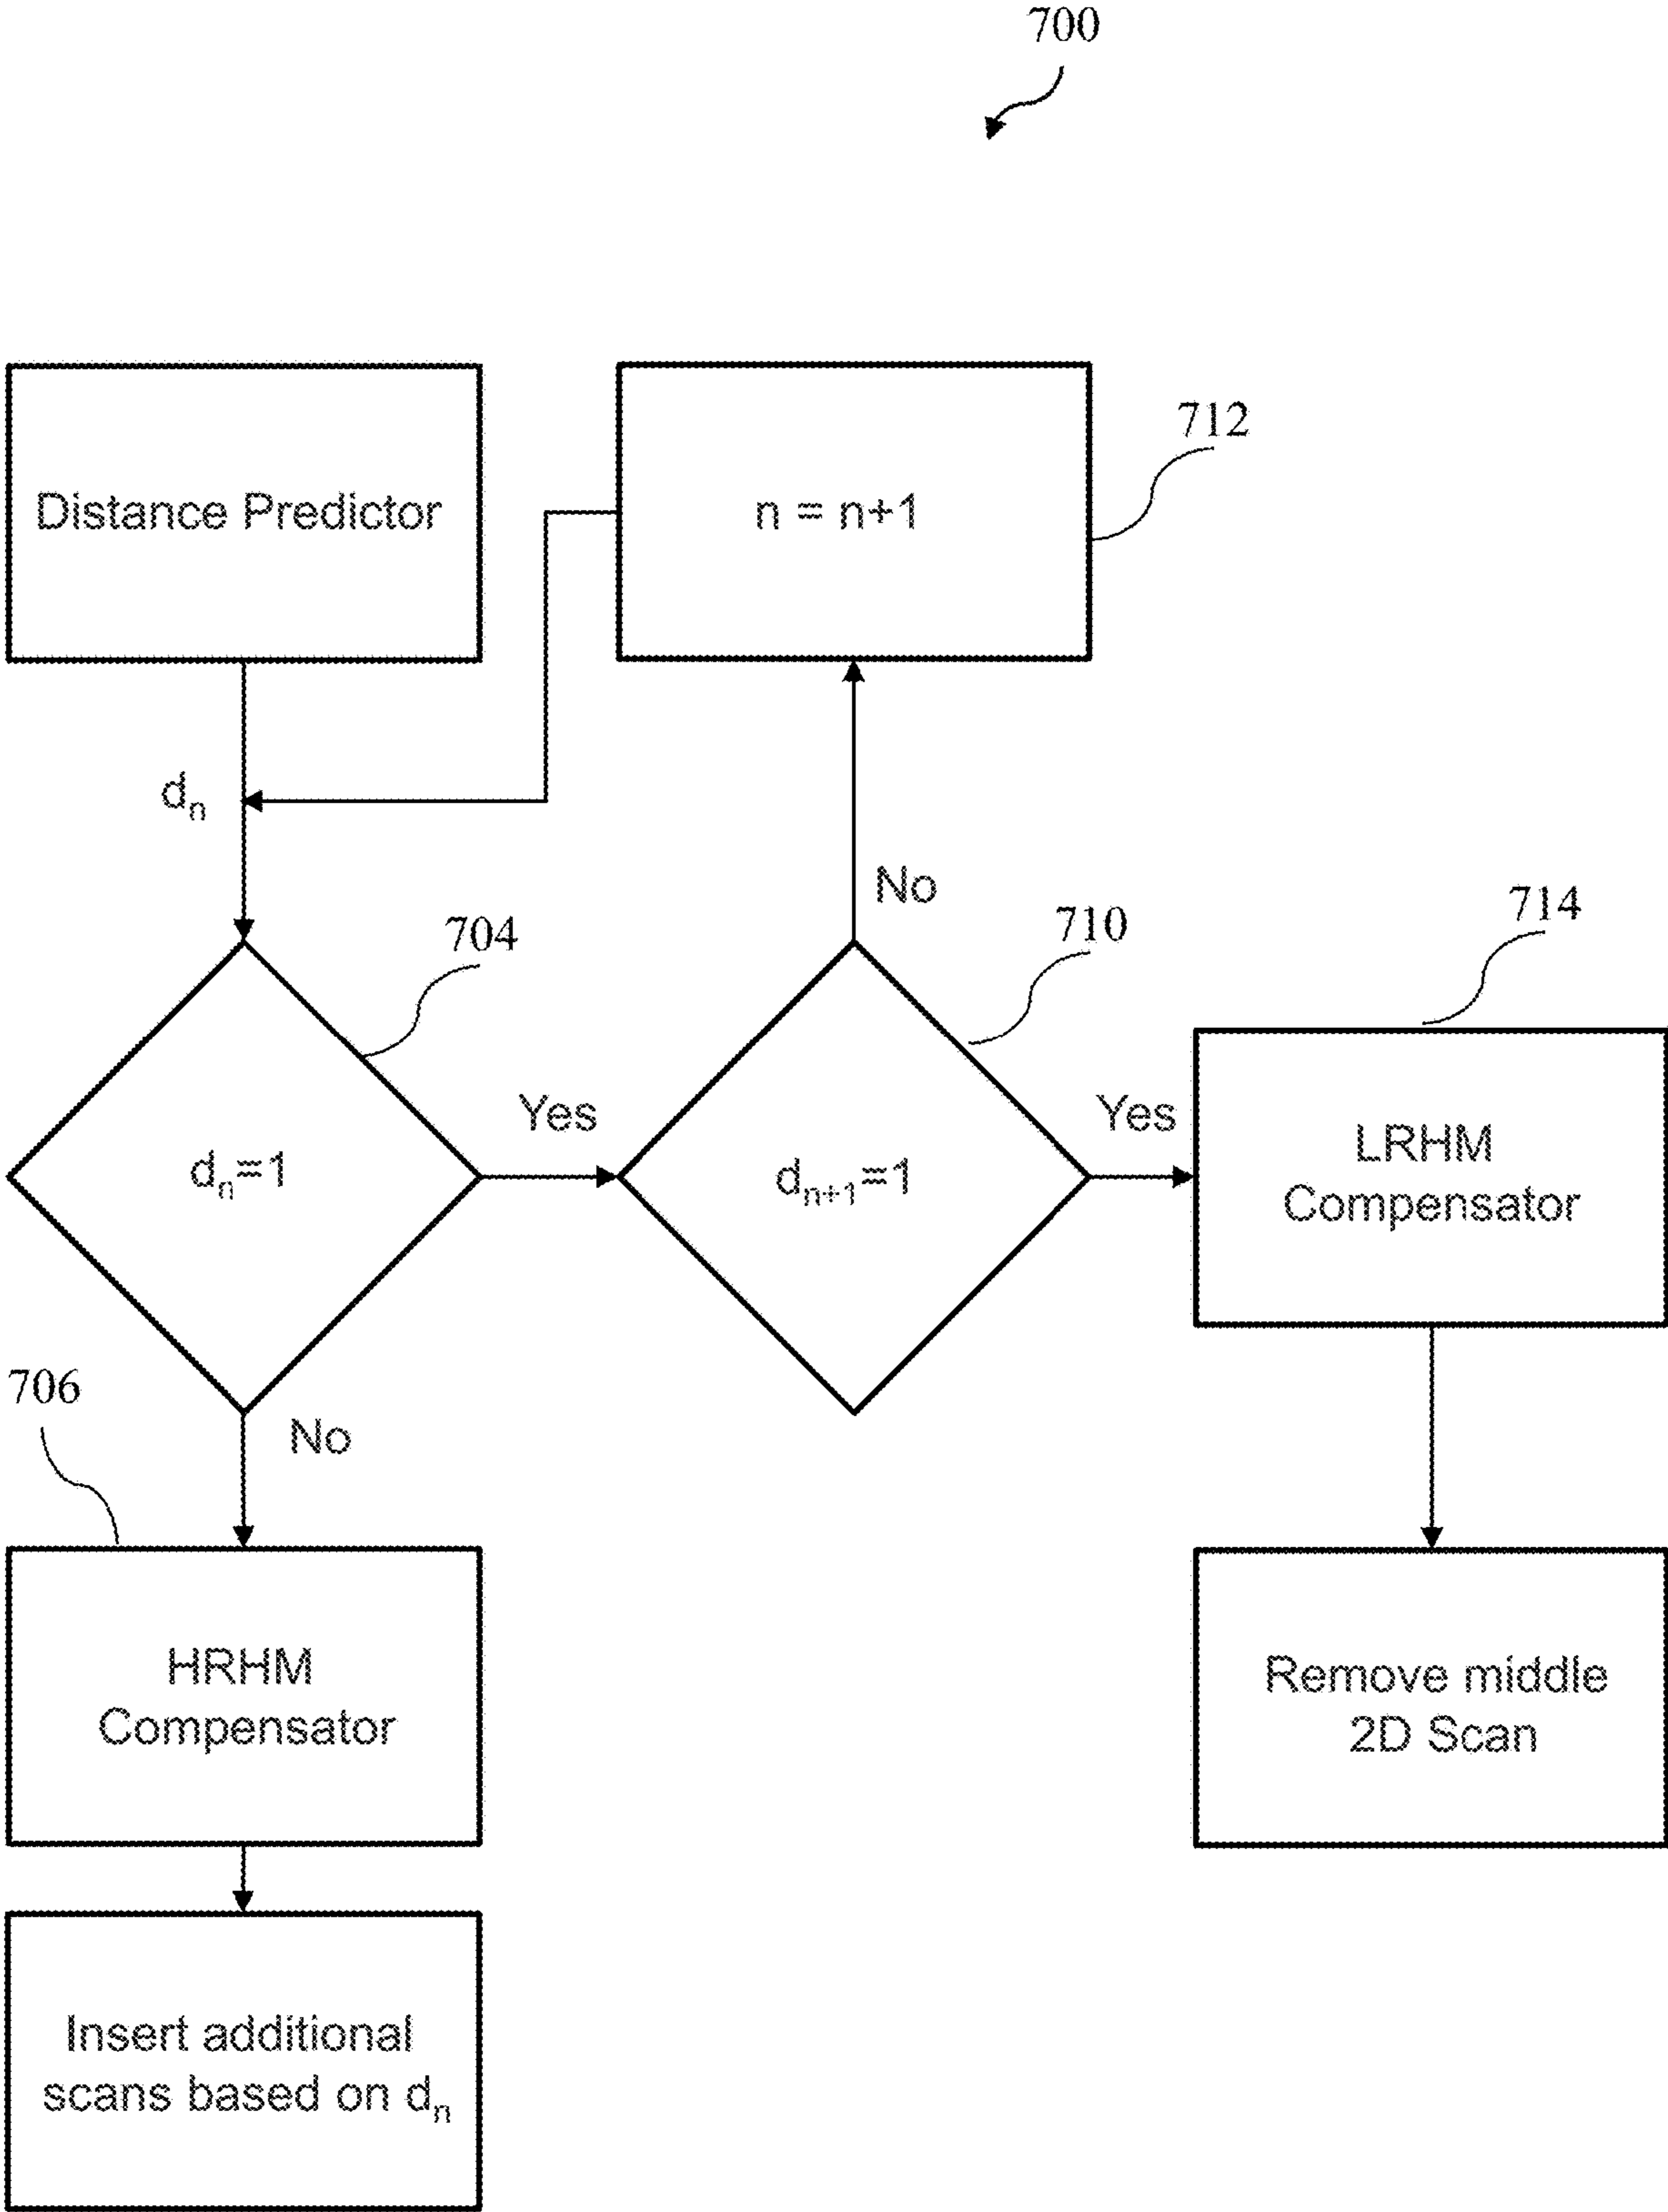 700
Distance Predictor
n = n+1
712
dn
No
704
710
714
dn=1
Yes
dn+1=1
Yes
LRHM
Compensator
706
No
HRHM
Compensator
Remove middle
2D Scan
Insert additional
scans based on dn